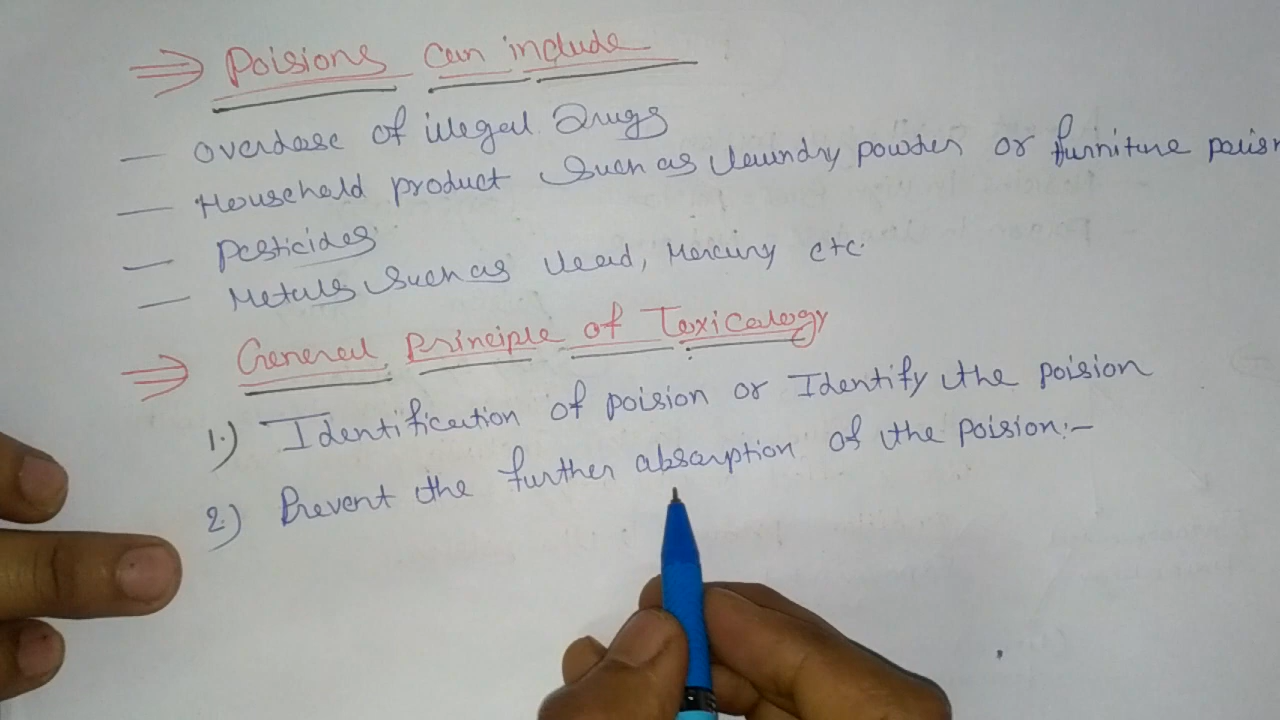 ⇒ Poisions can include
— overdose of illegal Drugs
— Household product Such as laundry powder or furniture
— Pesticides
— Metals Such as lead, Mercury etc.
⇒ General Principle of Toxicology
1.) Identification of poision or Identify the poision
2.) Prevent the further absorption of the poision:-